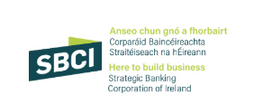 SBCI
Anseo chun gnó a fhorbairt
Corparáid Baincéireachta
Straitéiseach na hÉireann
Here to build business
Strategic Banking
Corporation of Ireland